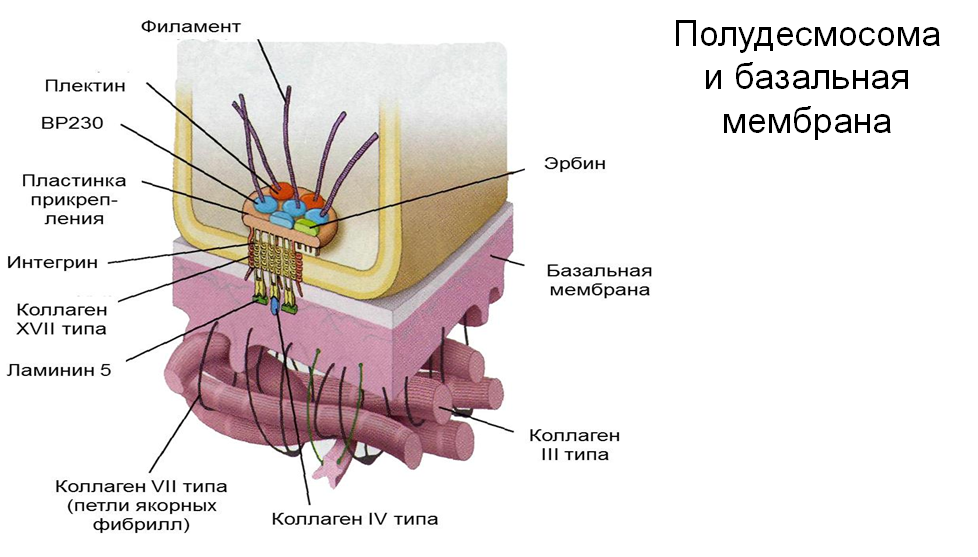 Полудесмосома
и базальная
мембрана
Филамент
Плектин
BP230
Пластинка
прикреп-
ления
Интегрин
Коллаген
XVII типа
Ламинин 5
Коллаген VII типа
(петли якорных
фибрилл)
Коллаген IV типа
Эрбин
Базальная
мембрана
Коллаген
III типа